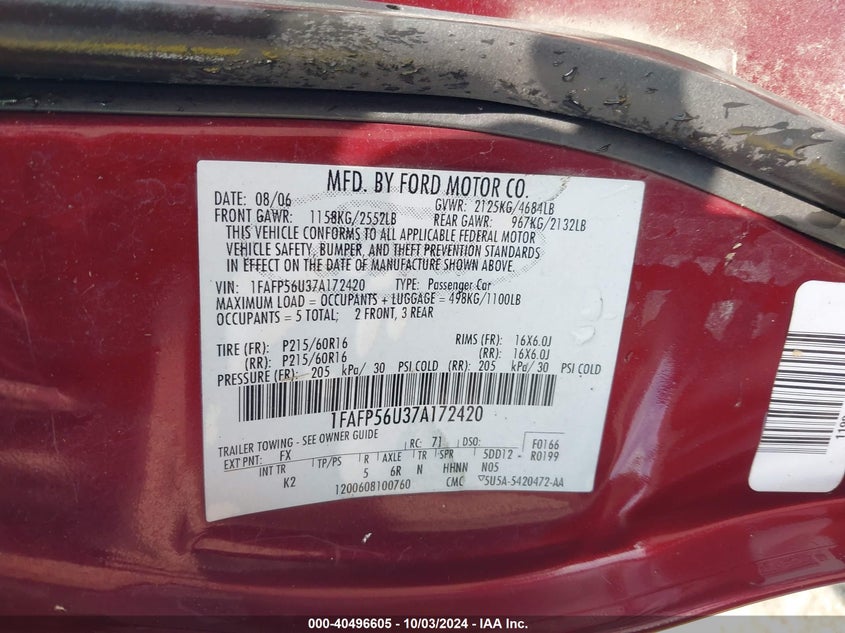 MFD. BY FORD MOTOR CO.
DATE: 08/06 GVWR: 2125KG/4684LB
FRONT GAWR: 1158KG/2552LB REAR GAWR: 967KG/2132LB
THIS VEHICLE CONFORMS TO ALL APPLICABLE FEDERAL MOTOR
VEHICLE SAFETY, BUMPER, AND THEFT PREVENTION STANDARDS
IN EFFECT ON THE DATE OF MANUFACTURE SHOWN ABOVE.
VIN: 1FAFP56U37A172420 TYPE: Passenger Car
MAXIMUM LOAD = OCCUPANTS + LUGGAGE = 498KG/1100LB
OCCUPANTS = 5 TOTAL; 2 FRONT, 3 REAR
TIRE (FR): P215/60R16 RIMS (FR): 16X6.0J
(RR): P215/60R16 (RR): 16X6.0J
PRESSURE (FR): 205 kPa/ 30 PSI COLD (RR): 205 kPa/ 30 PSI COLD
1FAFP56U37A172420
TRAILER TOWING - SEE OWNER GUIDE RC: 71 DSO: F0166
EXT PNT: FX R AXLE TR SPR 5DD12 - R0199
INT TR TP/PS 5 6R N HHNN N05
K2 1200608100760 CMC 5U5A-5420472-AA
000-40496605 - 10/03/2024 - IAA Inc.